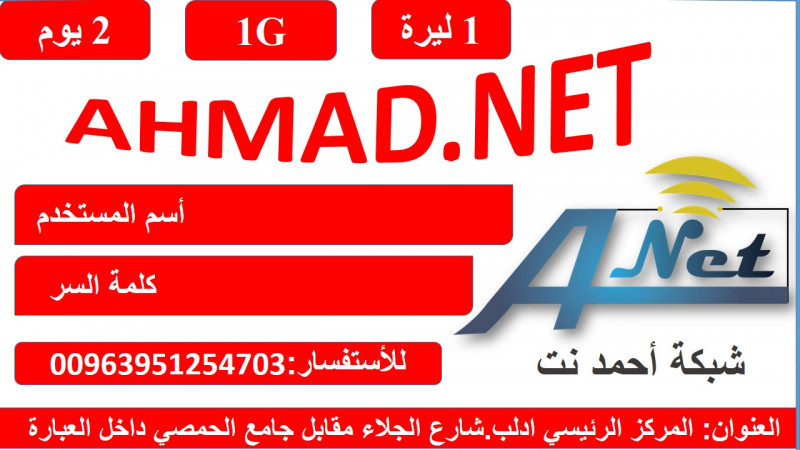 1 ليرة
1G
2 يوم
AHMAD.NET
أسم المستخدم
كلمة السر
A Net
شبكة أحمد نت
للأستفسار:00963951254703
العنوان: المركز الرئيسي ادلب.شارع الجلاء مقابل جامع الحمصي داخل العبارة